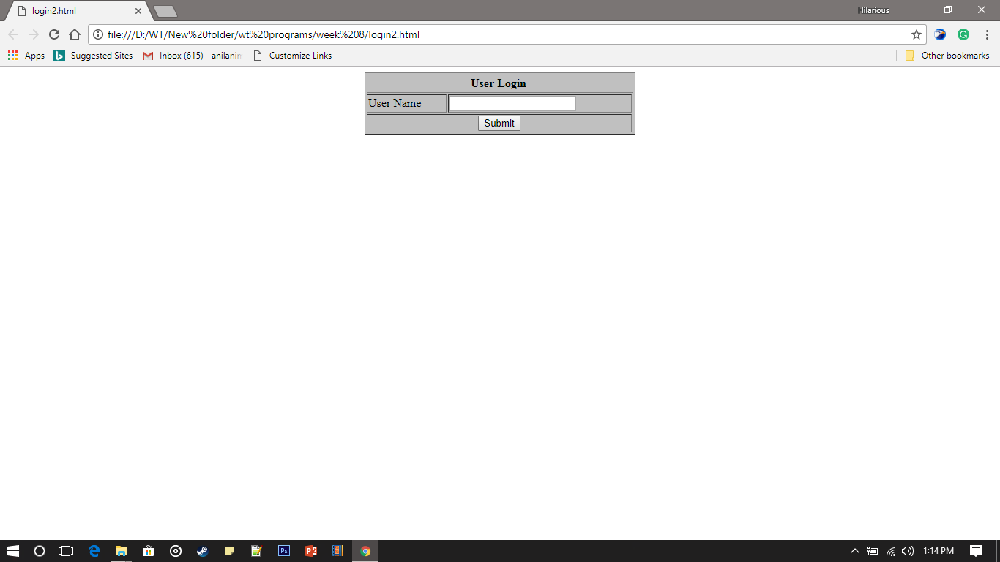 login2.html
Hilarious
file:///D:/WT/New%20folder/wt%20programs/week%208/login2.html
Apps Suggested Sites Inbox (615) - anilanim Customize Links Other bookmarks
User Login
User Name
Submit
1:14 PM